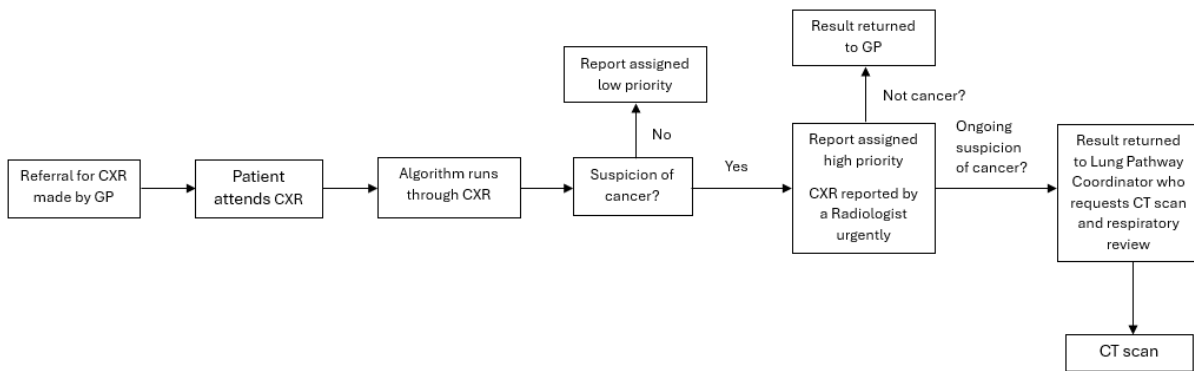 Referral for CXR
made by GP
Patient
attends CXR
Algorithm runs
through CXR
Suspicion of
cancer?
No
Report assigned
low priority
Yes
Report assigned
high priority
CXR reported by
a Radiologist
urgently
Not cancer?
Result returned
to GP
Ongoing
suspicion
of cancer?
Result returned
to Lung Pathway
Coordinator who
requests CT scan
and respiratory
review
CT scan